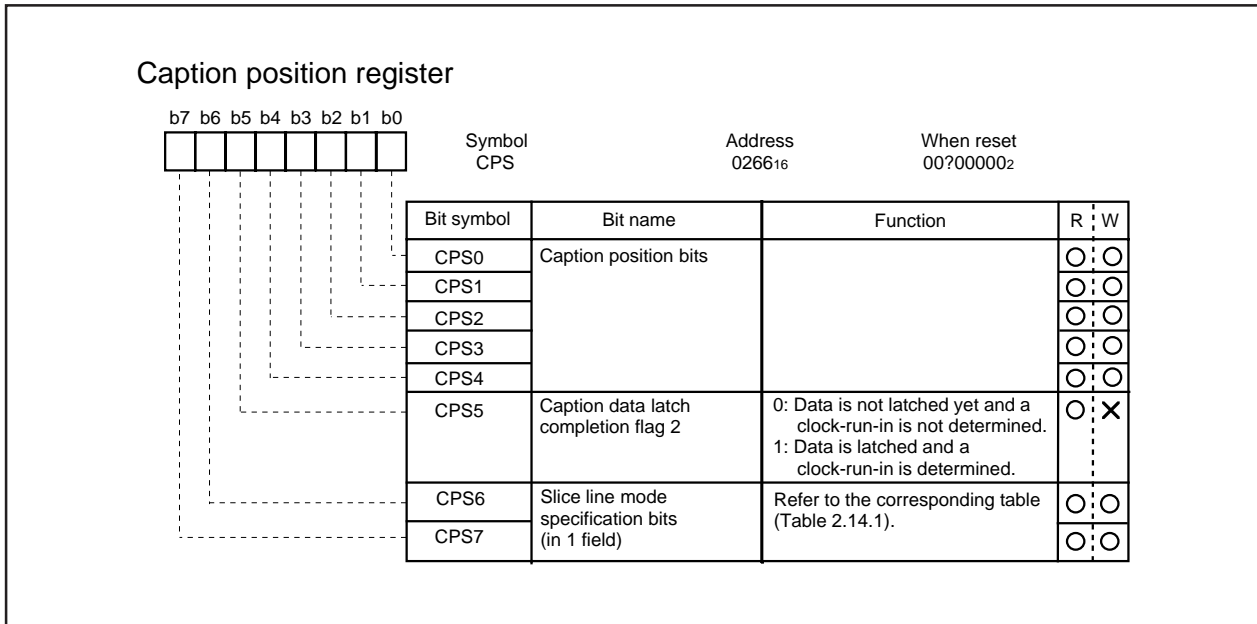 Caption position register
b7 b6 b5 b4 b3 b2 b1 b0
Symbol Address When reset
CPS 026616 00?000002
Bit symbol Bit name Function R W
CPS0 Caption position bits
CPS1
CPS2
CPS3
CPS4
CPS5 Caption data latch 0: Data is not latched yet and a
completion flag 2 clock-run-in is not determined.
1: Data is latched and a
clock-run-in is determined.
CPS6 Slice line mode Refer to the corresponding table
specification bits (Table 2.14.1).
CPS7 (in 1 field)